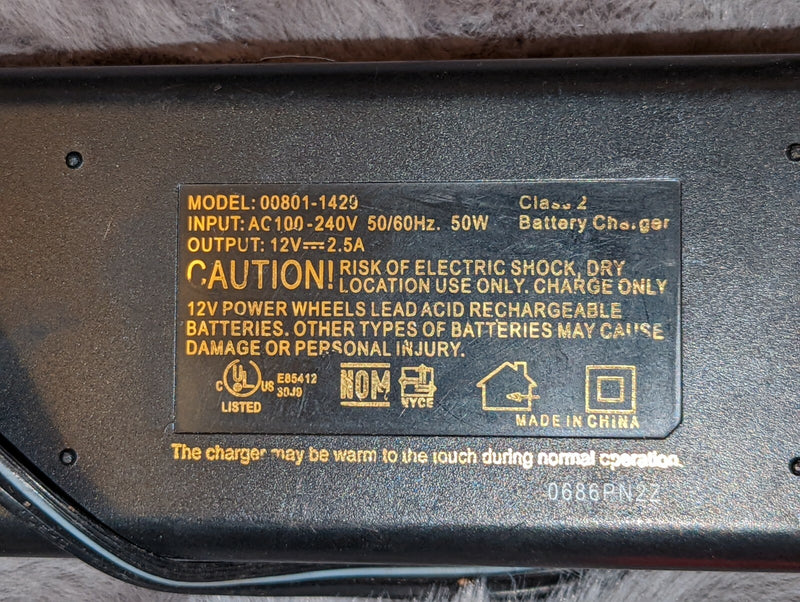 MODEL: 00801-1429 Class 2
INPUT: AC100-240V 50/60Hz. 50W Battery Charger
OUTPUT: 12V⎓2.5A
CAUTION! RISK OF ELECTRIC SHOCK, DRY
LOCATION USE ONLY. CHARGE ONLY
12V POWER WHEELS LEAD ACID RECHARGEABLE
BATTERIES. OTHER TYPES OF BATTERIES MAY CAUSE
DAMAGE OR PERSONAL INJURY.
C UL US E85412
30J9
LISTED
NOM
NYCE
MADE IN CHINA
The charger may be warm to the touch during normal operation.
0686PN22